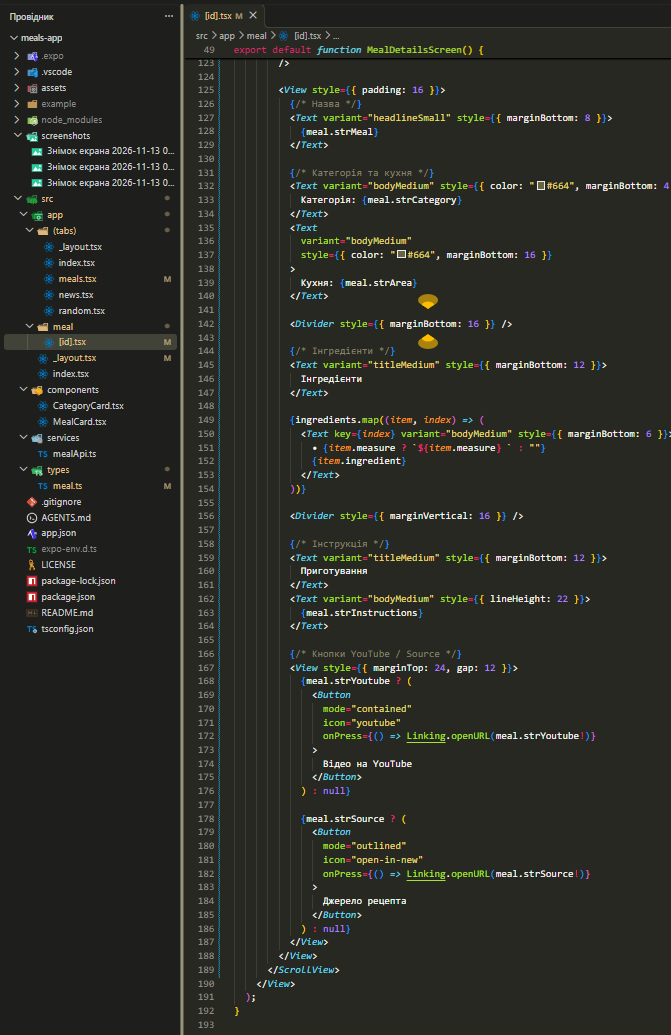 Провідник
meals-app
.expo
.vscode
assets
example
node_modules
screenshots
Знімок екрана 2026-11-13 0...
Знімок екрана 2026-11-13 0...
Знімок екрана 2026-11-13 0...
src
app
(tabs)
_layout.tsx
index.tsx
meals.tsx M
news.tsx
random.tsx
meal
[id].tsx M
_layout.tsx M
index.tsx
components
CategoryCard.tsx
MealCard.tsx
services
mealApi.ts
types
meal.ts M
.gitignore
AGENTS.md
app.json
expo-env.d.ts
LICENSE
package-lock.json
package.json
README.md
tsconfig.json
[id].tsx M
src > app > meal > [id].tsx > ...
49 export default function MealDetailsScreen() {
123 />
124
125 <View style={{ padding: 16 }}>
126 {/* Назва */}
127 <Text variant="headlineSmall" style={{ marginBottom: 8 }}>
128 {meal.strMeal}
129 </Text>
130
131 {/* Категорія та кухня */}
132 <Text variant="bodyMedium" style={{ color: "#664", marginBottom: 4
133 Категорія: {meal.strCategory}
134 </Text>
135 <Text
136 variant="bodyMedium"
137 style={{ color: "#664", marginBottom: 16 }}
138 >
139 Кухня: {meal.strArea}
140 </Text>
141
142 <Divider style={{ marginBottom: 16 }} />
143
144 {/* Інгредієнти */}
145 <Text variant="titleMedium" style={{ marginBottom: 12 }}>
146 Інгредієнти
147 </Text>
148
149 {ingredients.map((item, index) => (
150 <Text key={index} variant="bodyMedium" style={{ marginBottom: 6 }}>
151 • {item.measure ? `${item.measure} ` : ""}
152 {item.ingredient}
153 </Text>
154 ))}
155
156 <Divider style={{ marginVertical: 16 }} />
157
158 {/* Інструкція */}
159 <Text variant="titleMedium" style={{ marginBottom: 12 }}>
160 Приготування
161 </Text>
162 <Text variant="bodyMedium" style={{ lineHeight: 22 }}>
163 {meal.strInstructions}
164 </Text>
165
166 {/* Кнопки YouTube / Source */}
167 <View style={{ marginTop: 24, gap: 12 }}>
168 {meal.strYoutube ? (
169 <Button
170 mode="contained"
171 icon="youtube"
172 onPress={() => Linking.openURL(meal.strYoutube!)}
173 >
174 Відео на YouTube
175 </Button>
176 ) : null}
177
178 {meal.strSource ? (
179 <Button
180 mode="outlined"
181 icon="open-in-new"
182 onPress={() => Linking.openURL(meal.strSource!)}
183 >
184 Джерело рецепта
185 </Button>
186 ) : null}
187 </View>
188 </View>
189 </ScrollView>
190 </View>
191 );
192 }
193